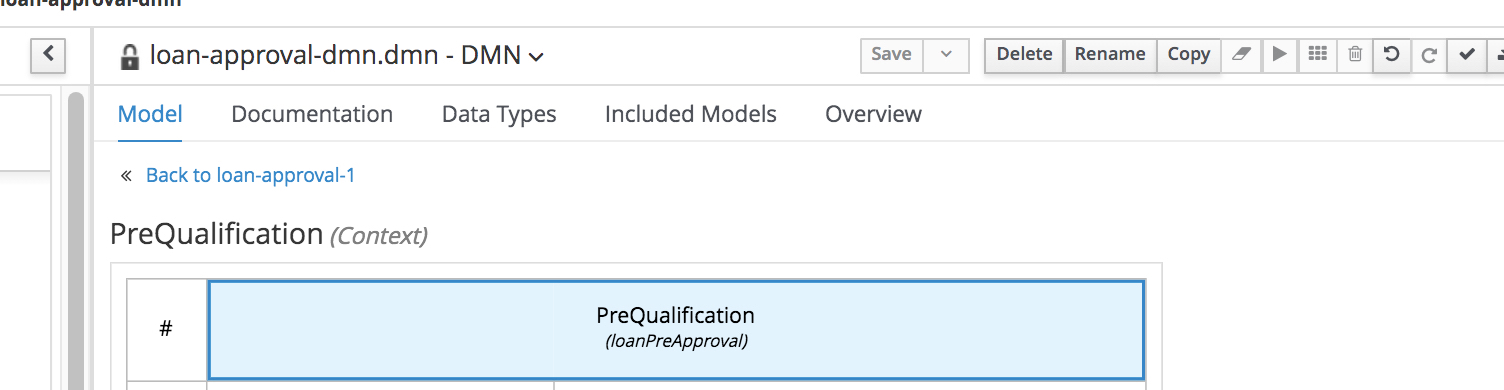 loan-approval-dmn
loan-approval-dmn.dmn - DMN
Save
Delete Rename Copy
Model Documentation Data Types Included Models Overview
« Back to loan-approval-1
PreQualification (Context)
# PreQualification
(loanPreApproval)